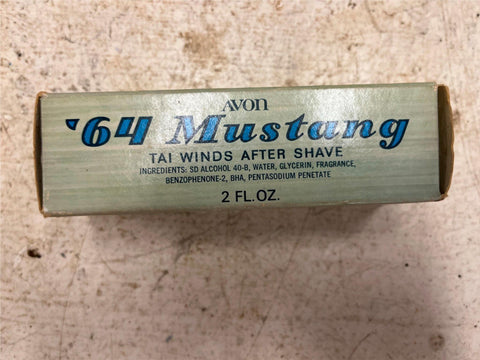 AVON
'64 Mustang
TAI WINDS AFTER SHAVE
INGREDIENTS: SD ALCOHOL 40-B, WATER, GLYCERIN, FRAGRANCE,
BENZOPHENONE-2, BHA, PENTASODIUM PENETATE
2 FL. OZ.